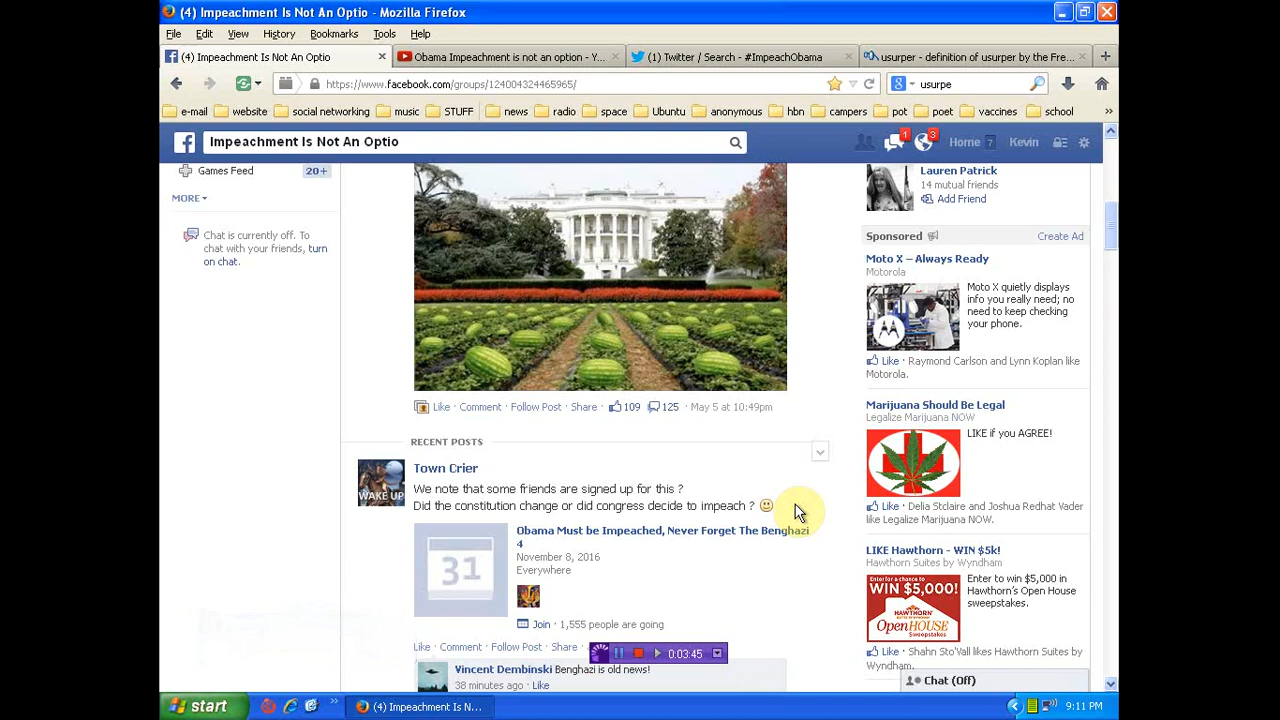 (4) Impeachment Is Not An Optio - Mozilla Firefox
File Edit View History Bookmarks Tools Help
(4) Impeachment Is Not An Optio
Obama Impeachment is not an option - Y...
(1) Twitter / Search - #ImpeachObama
usurper - definition of usurper by the Fre...
https://www.facebook.com/groups/124004324465965/
usurpe
e-mail website social networking music STUFF news radio space Ubuntu anonymous hbn campers pot poet vaccines school
Impeachment Is Not An Optio
1
3
Home 7
Kevin
Games Feed 20+
MORE
Chat is currently off. To
chat with your friends, turn
on chat.
Like · Comment · Follow Post · Share · 109 125 May 5 at 10:49pm
RECENT POSTS
Town Crier
WAKE UP
We note that some friends are signed up for this ?
Did the constitution change or did congress decide to impeach ?
31
Obama Must be Impeached, Never Forget The Benghazi
4
November 8, 2016
Everywhere
Join · 1,555 people are going
Like · Comment · Follow Post · Share ·
0:03:45
Vincent Dembinski Benghazi is old news!
38 minutes ago · Like
Lauren Patrick
14 mutual friends
Add Friend
Sponsored
Create Ad
Moto X – Always Ready
Motorola
Moto X quietly displays
info you really need; no
need to keep checking
your phone.
Like · Raymond Carlson and Lynn Koplan like
Motorola.
Marijuana Should Be Legal
Legalize Marijuana NOW
LIKE if you AGREE!
Like · Delia Stclaire and Joshua Redhat Vader
like Legalize Marijuana NOW.
LIKE Hawthorn - WIN $5k!
Hawthorn Suites by Wyndham
Enter for a chance to
WIN $5,000!
HAWTHORN
OpenHOUSE
Sweepstakes
Enter to win $5,000 in
Hawthorn's Open House
sweepstakes.
Like · Shahn Sto'Vall likes Hawthorn Suites by
Wyndham.
Chat (Off)
start
(4) Impeachment Is N...
9:11 PM